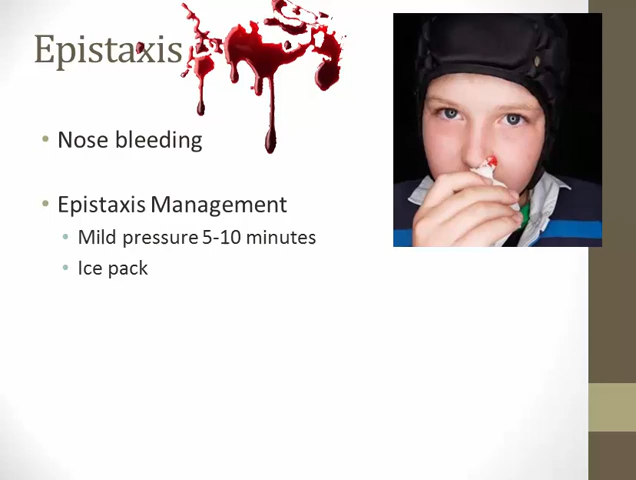 Epistaxis
• Nose bleeding
• Epistaxis Management
• Mild pressure 5-10 minutes
• Ice pack